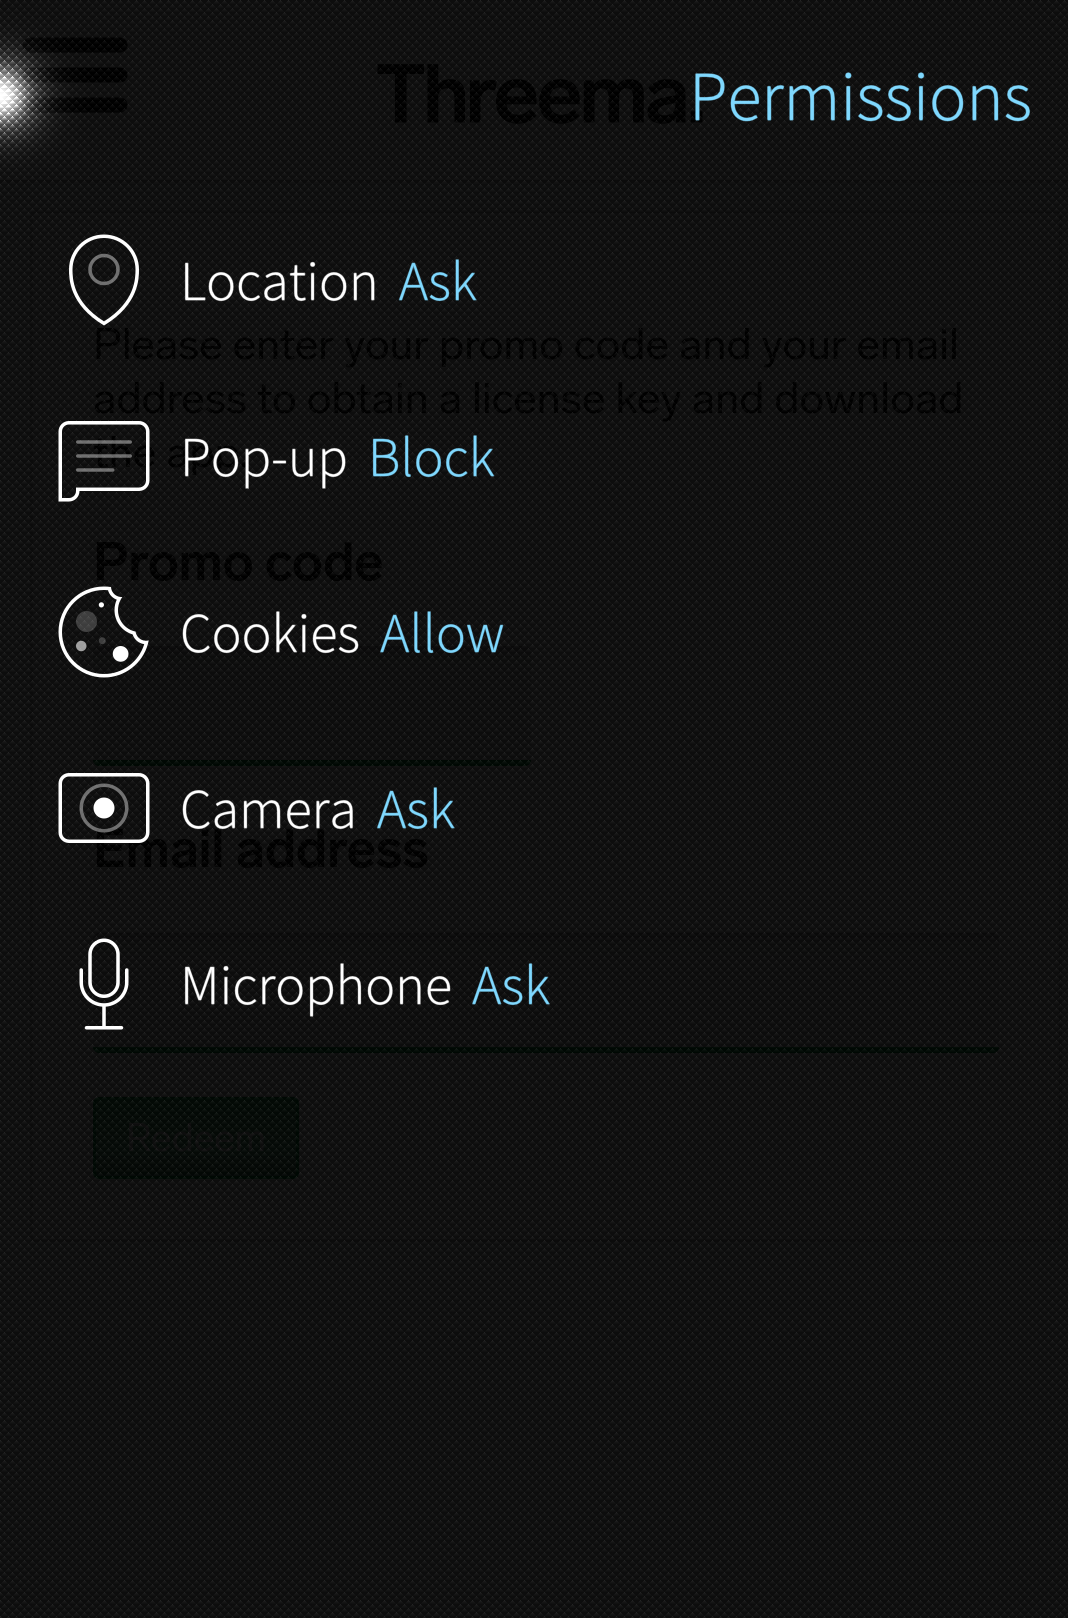 Threema Permissions
Location Ask
Please enter your promo code and your email
address to obtain a license key and download
Pop-up Block
Promo code
Cookies Allow
Camera Ask
Email address
Microphone Ask
Redeem